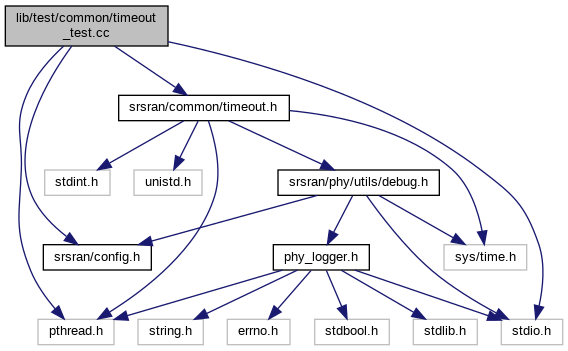 lib/test/common/timeout
_test.cc
srsran/common/timeout.h
stdint.h
unistd.h
srsran/phy/utils/debug.h
srsran/config.h
phy_logger.h
sys/time.h
pthread.h
string.h
errno.h
stdbool.h
stdlib.h
stdio.h